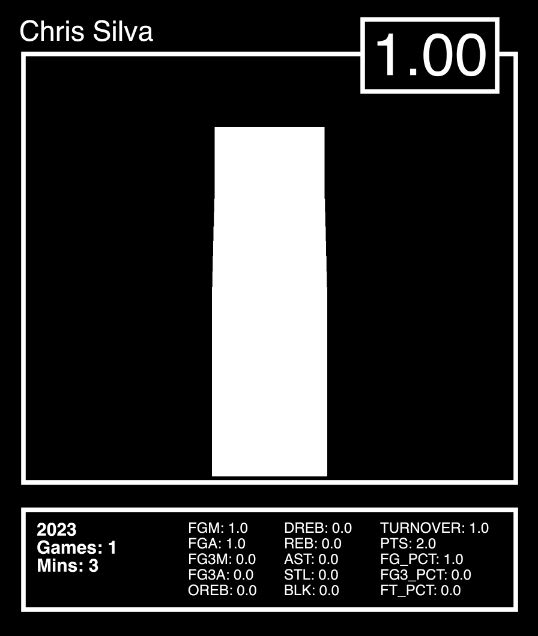 Chris Silva
1.00
2023
Games: 1
Mins: 3
FGM: 1.0
FGA: 1.0
FG3M: 0.0
FG3A: 0.0
OREB: 0.0
DREB: 0.0
REB: 0.0
AST: 0.0
STL: 0.0
BLK: 0.0
TURNOVER: 1.0
PTS: 2.0
FG_PCT: 1.0
FG3_PCT: 0.0
FT_PCT: 0.0